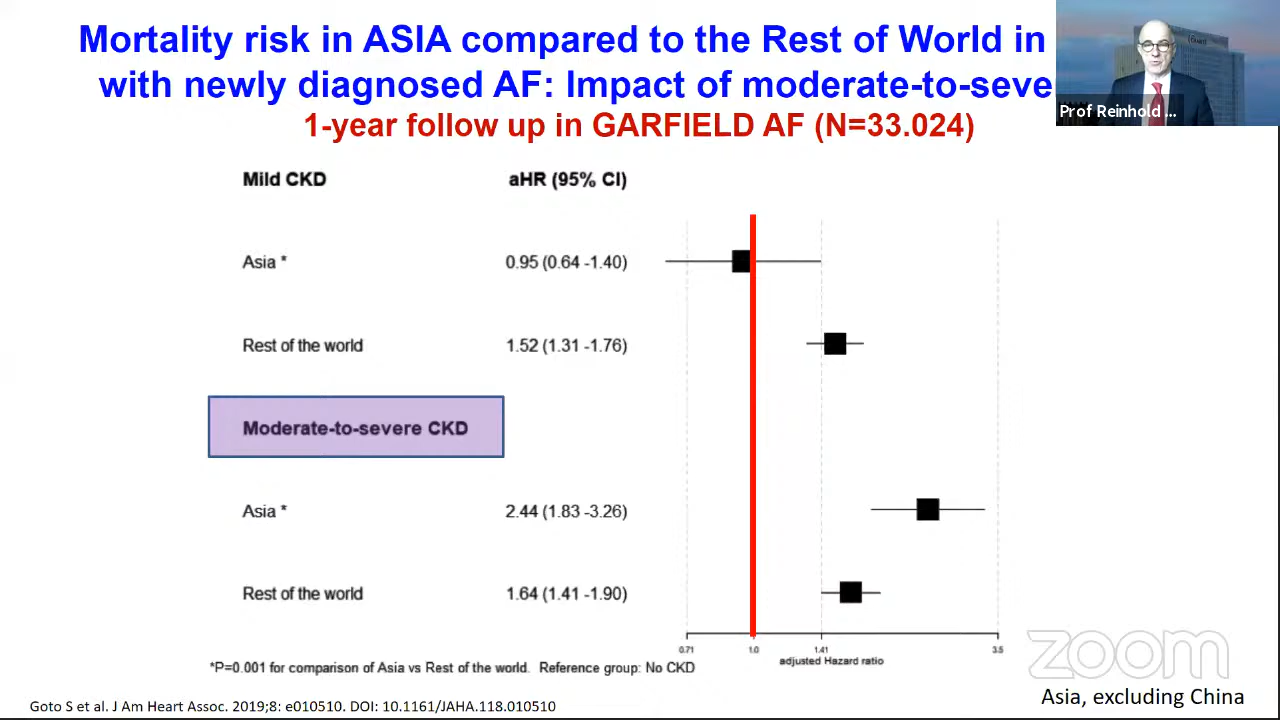 Mortality risk in ASIA compared to the Rest of World in
with newly diagnosed AF: Impact of moderate-to-seve
1-year follow up in GARFIELD AF (N=33.024)
Prof Reinhold ...
Mild CKD aHR (95% CI)
Asia * 0.95 (0.64 -1.40)
Rest of the world 1.52 (1.31 -1.76)
Moderate-to-severe CKD
Asia * 2.44 (1.83 -3.26)
Rest of the world 1.64 (1.41 -1.90)
0.71 1.0 1.41 3.5
adjusted Hazard ratio
*P=0.001 for comparison of Asia vs Rest of the world. Reference group: No CKD
zoom
Asia, excluding China
Goto S et al. J Am Heart Assoc. 2019;8: e010510. DOI: 10.1161/JAHA.118.010510